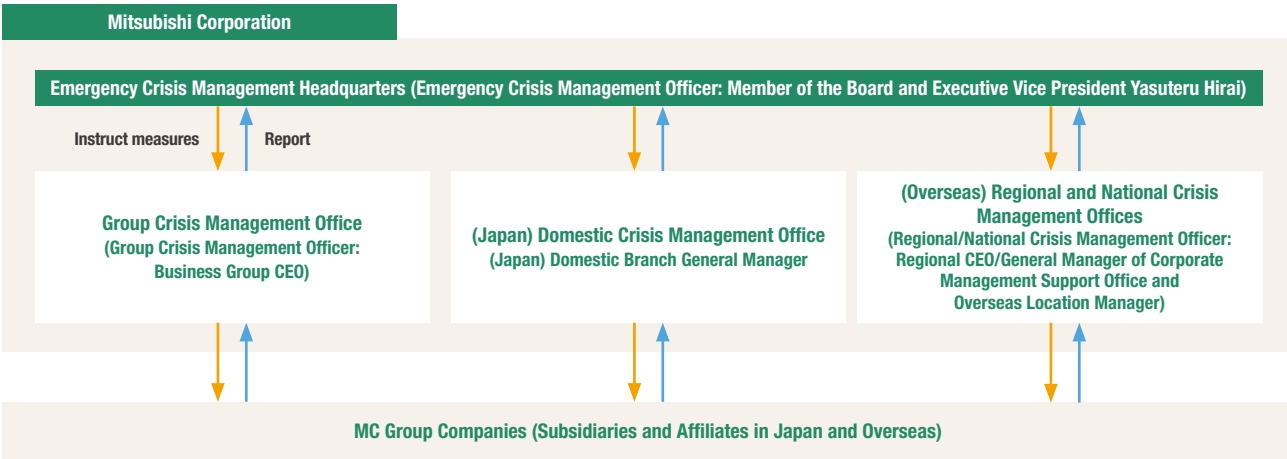 Mitsubishi Corporation
Emergency Crisis Management Headquarters (Emergency Crisis Management Officer: Member of the Board and Executive Vice President Yasuteru Hirai)
Instruct measures
Report
Group Crisis Management Office
(Group Crisis Management Officer:
Business Group CEO)
(Japan) Domestic Crisis Management Office
(Japan) Domestic Branch General Manager
(Overseas) Regional and National Crisis
Management Offices
(Regional/National Crisis Management Officer:
Regional CEO/General Manager of Corporate
Management Support Office and
Overseas Location Manager)
MC Group Companies (Subsidiaries and Affiliates in Japan and Overseas)